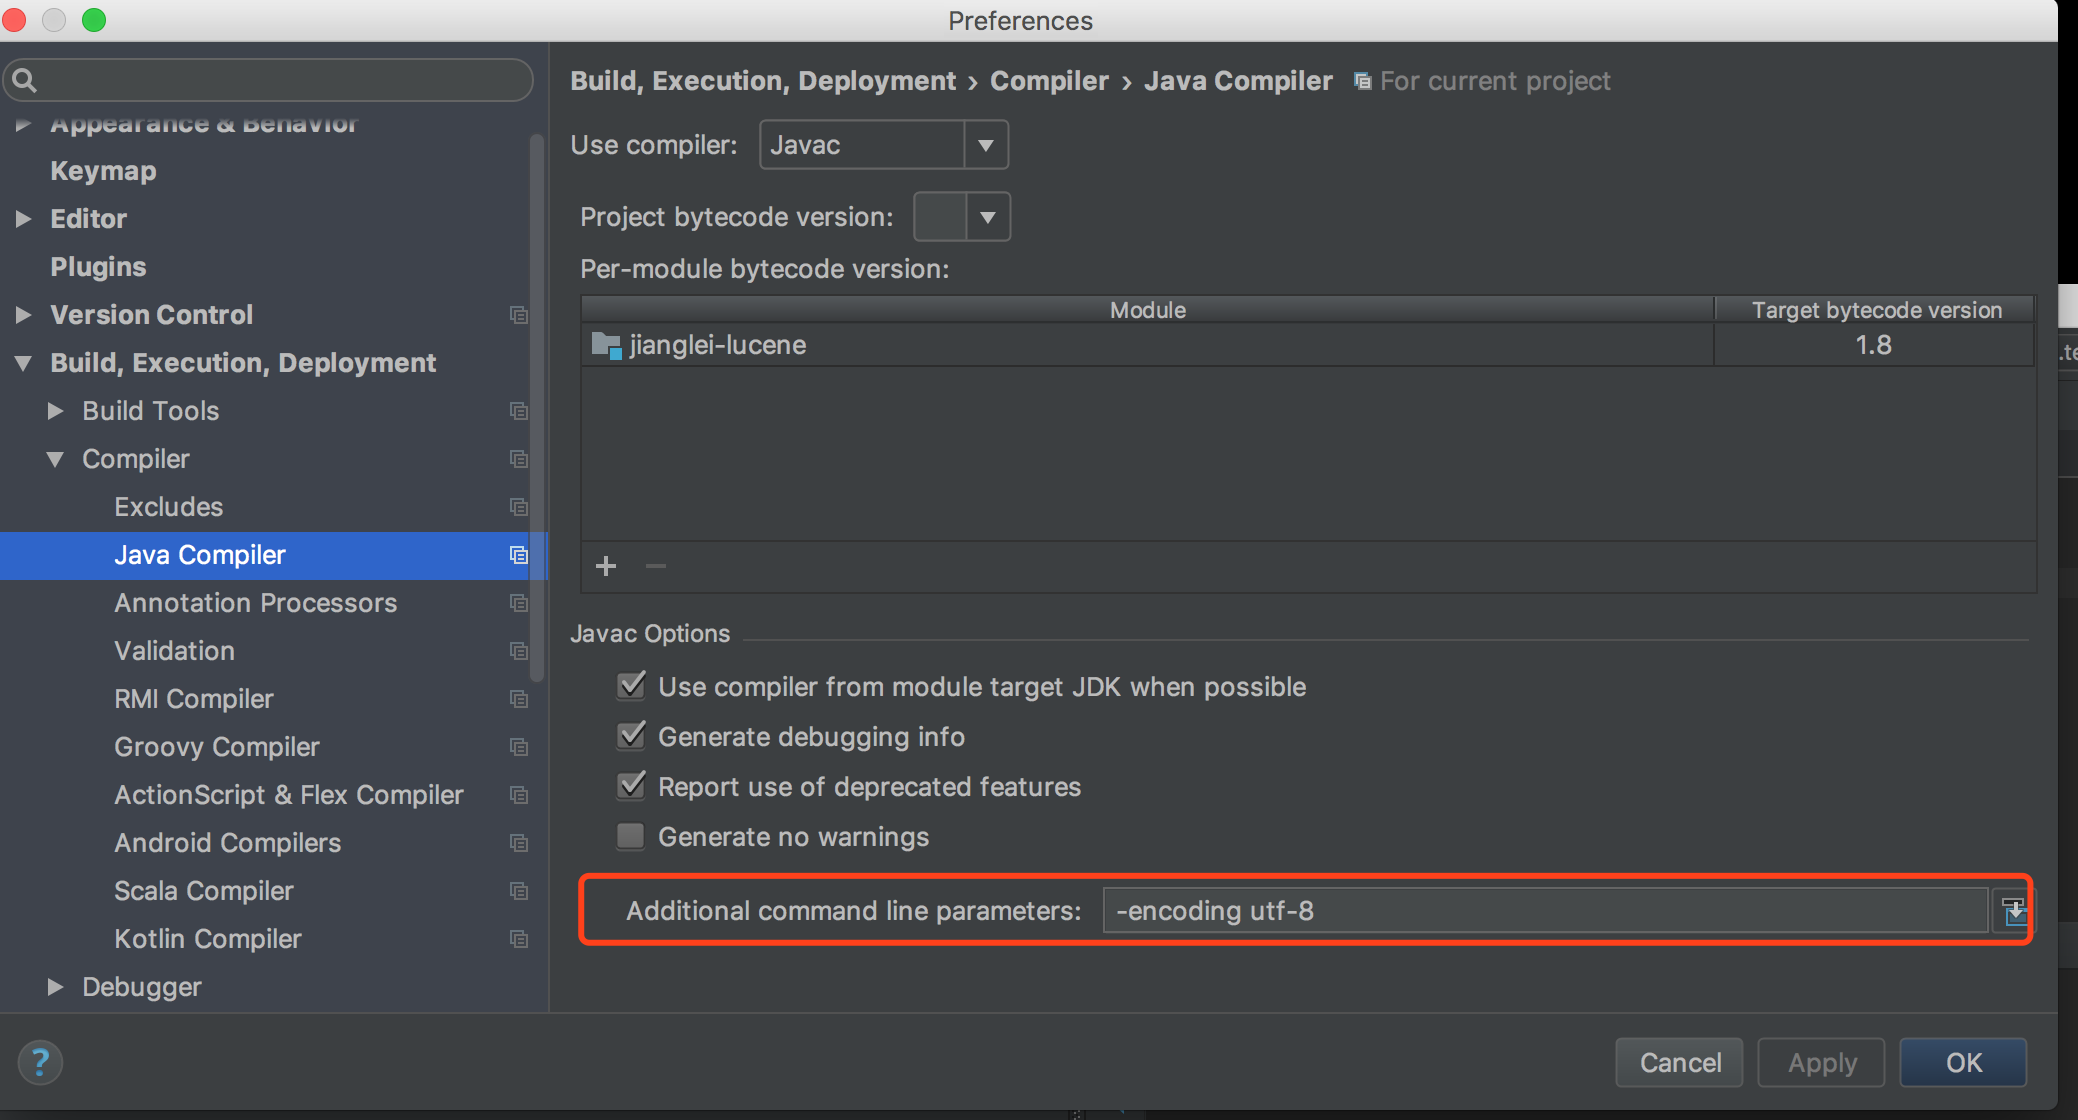 Preferences
Appearance & Behavior
Keymap
Editor
Plugins
Version Control
Build, Execution, Deployment
Build Tools
Compiler
Excludes
Java Compiler
Annotation Processors
Validation
RMI Compiler
Groovy Compiler
ActionScript & Flex Compiler
Android Compilers
Scala Compiler
Kotlin Compiler
Debugger
Build, Execution, Deployment › Compiler › Java Compiler For current project
Use compiler: Javac
Project bytecode version:
Per-module bytecode version:
Module Target bytecode version
jianglei-lucene 1.8
Javac Options
Use compiler from module target JDK when possible
Generate debugging info
Report use of deprecated features
Generate no warnings
Additional command line parameters: -encoding utf-8
?
Cancel Apply OK